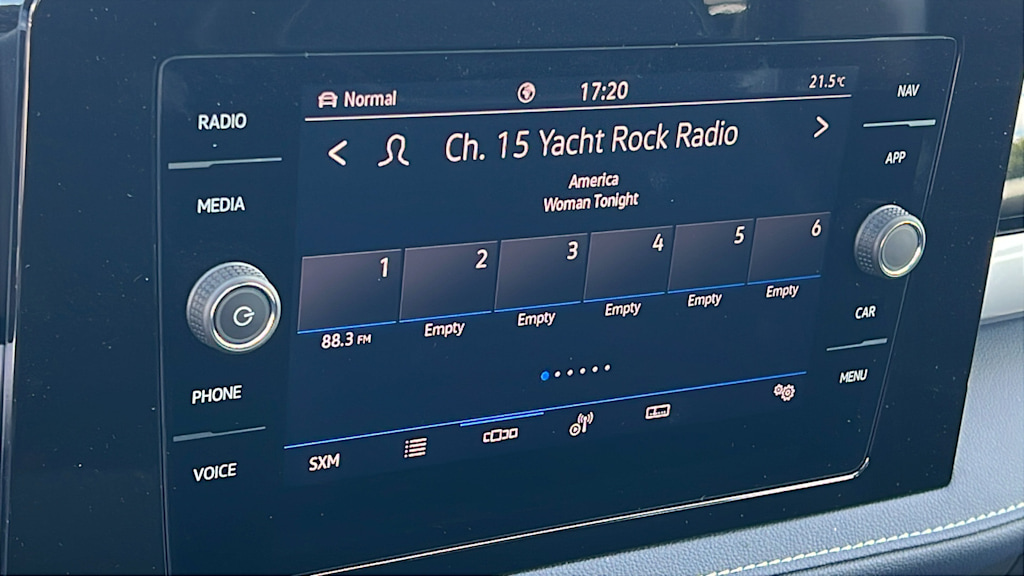 Normal 17:20 21.5°C
RADIO
MEDIA
PHONE
VOICE
Ch. 15 Yacht Rock Radio
America
Woman Tonight
1 2 3 4 5 6
88.3 FM Empty Empty Empty Empty Empty
SXM
NAV
APP
CAR
MENU